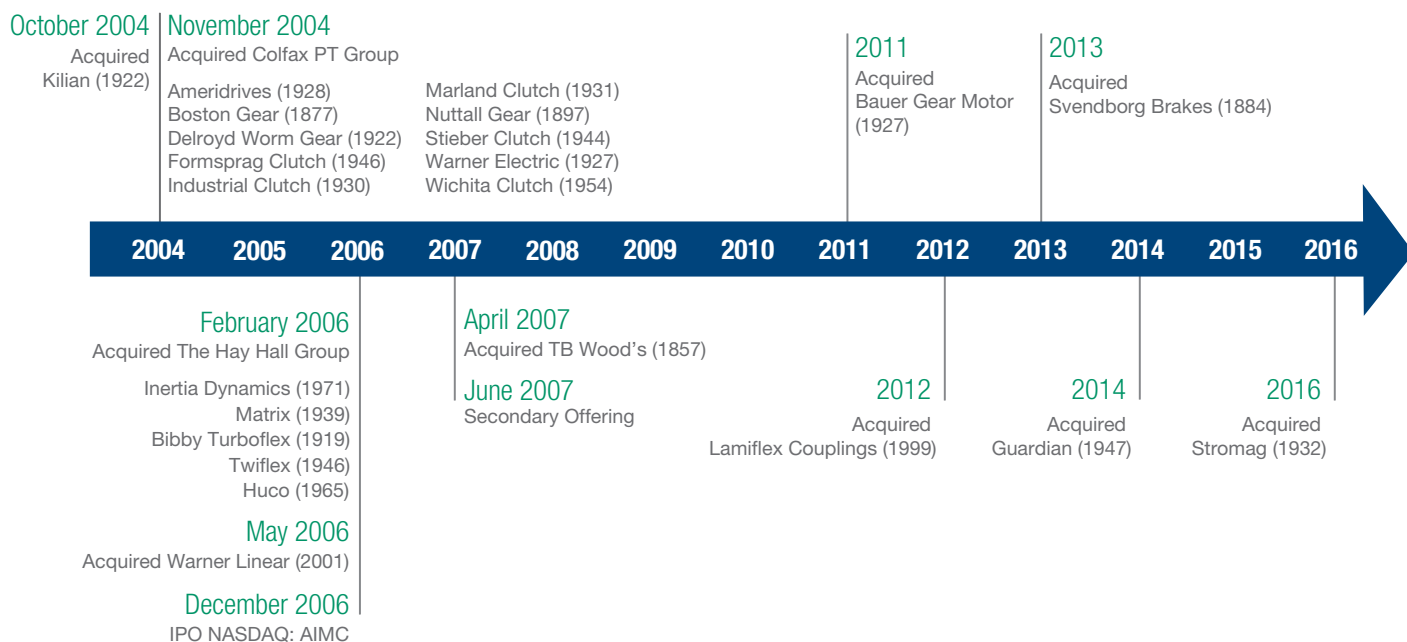 October 2004
Acquired
Kilian (1922)
November 2004
Acquired Colfax PT Group
Ameridrives (1928)
Boston Gear (1877)
Delroyd Worm Gear (1922)
Formsprag Clutch (1946)
Industrial Clutch (1930)
Marland Clutch (1931)
Nuttall Gear (1897)
Stieber Clutch (1944)
Warner Electric (1927)
Wichita Clutch (1954)
2011
Acquired
Bauer Gear Motor
(1927)
2013
Acquired
Svendborg Brakes (1884)
2004 2005 2006 2007 2008 2009 2010 2011 2012 2013 2014 2015 2016
February 2006
Acquired The Hay Hall Group
Inertia Dynamics (1971)
Matrix (1939)
Bibby Turboflex (1919)
Twiflex (1946)
Huco (1965)
May 2006
Acquired Warner Linear (2001)
December 2006
IPO NASDAQ: AIMC
April 2007
Acquired TB Wood’s (1857)
June 2007
Secondary Offering
2012
Acquired
Lamiflex Couplings (1999)
2014
Acquired
Guardian (1947)
2016
Acquired
Stromag (1932)